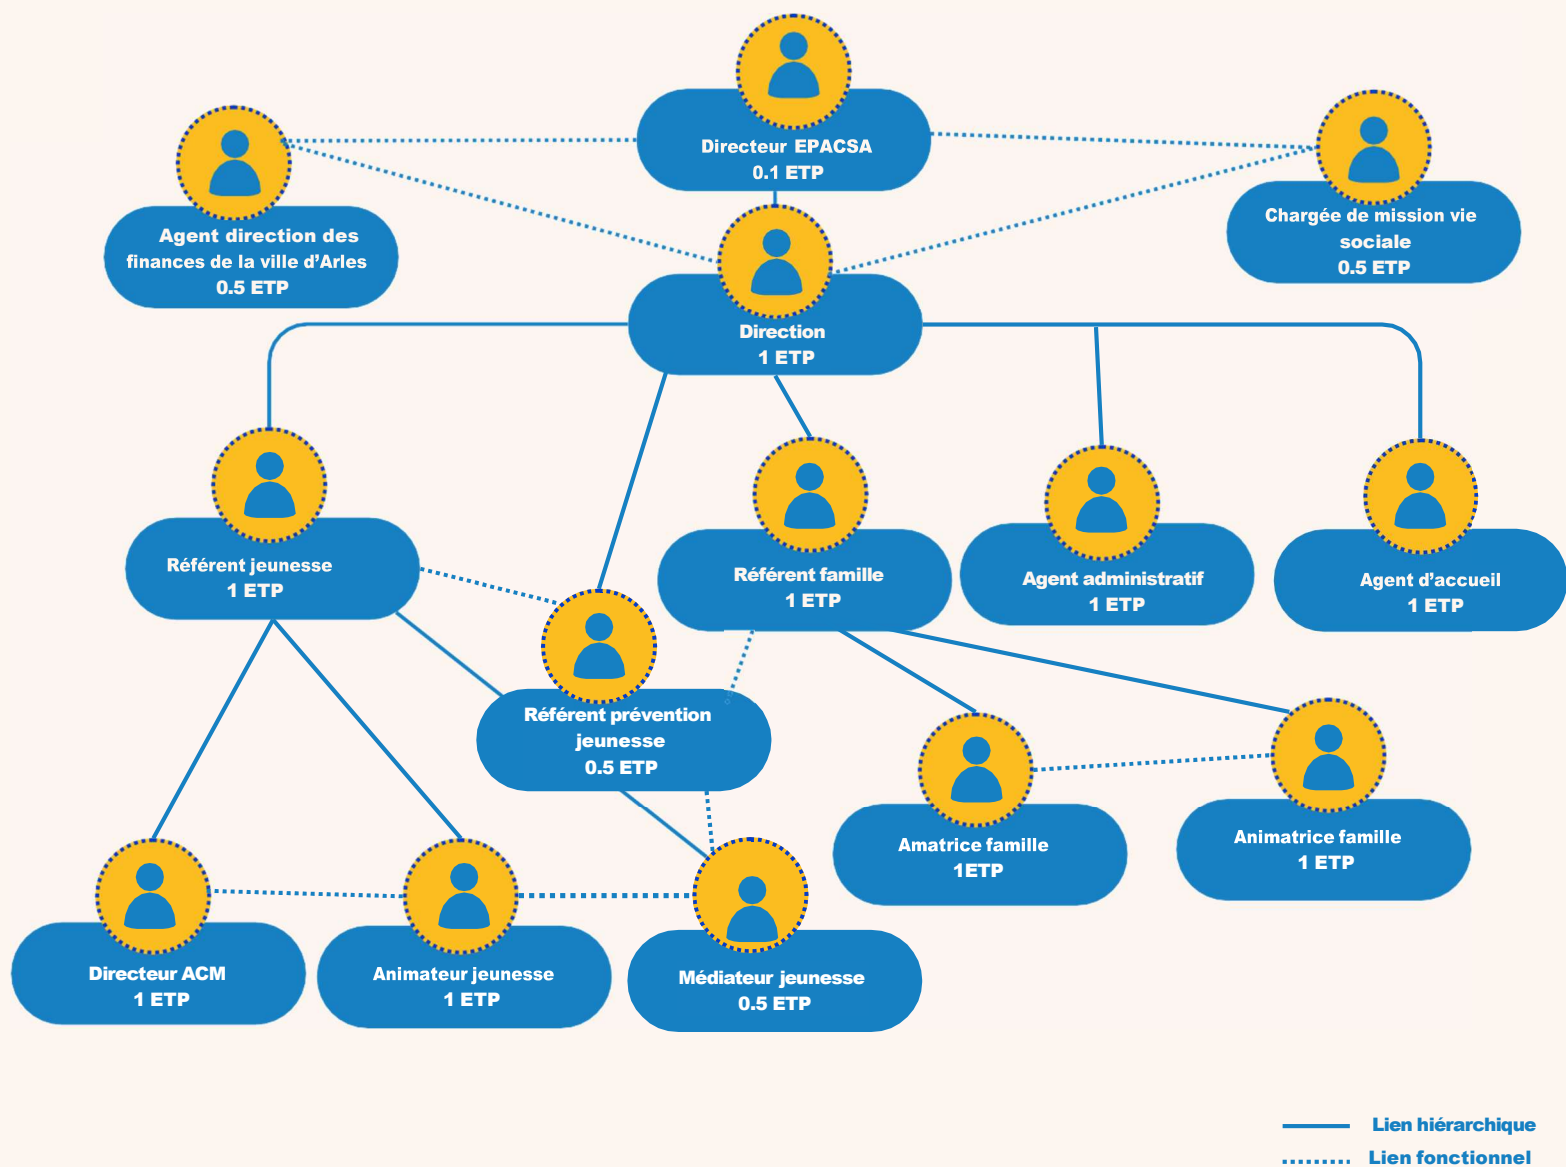 Directeur EPACSA
0.1 ETP
Agent direction des
finances de la ville d’Arles
0.5 ETP
Chargée de mission vie
sociale
0.5 ETP
Direction
1 ETP
Référent jeunesse
1 ETP
Référent famille
1 ETP
Agent administratif
1 ETP
Agent d’accueil
1 ETP
Référent prévention
jeunesse
0.5 ETP
Amatrice famille
1ETP
Animatrice famille
1 ETP
Directeur ACM
1 ETP
Animateur jeunesse
1 ETP
Médiateur jeunesse
0.5 ETP
Lien hiérarchique
Lien fonctionnel